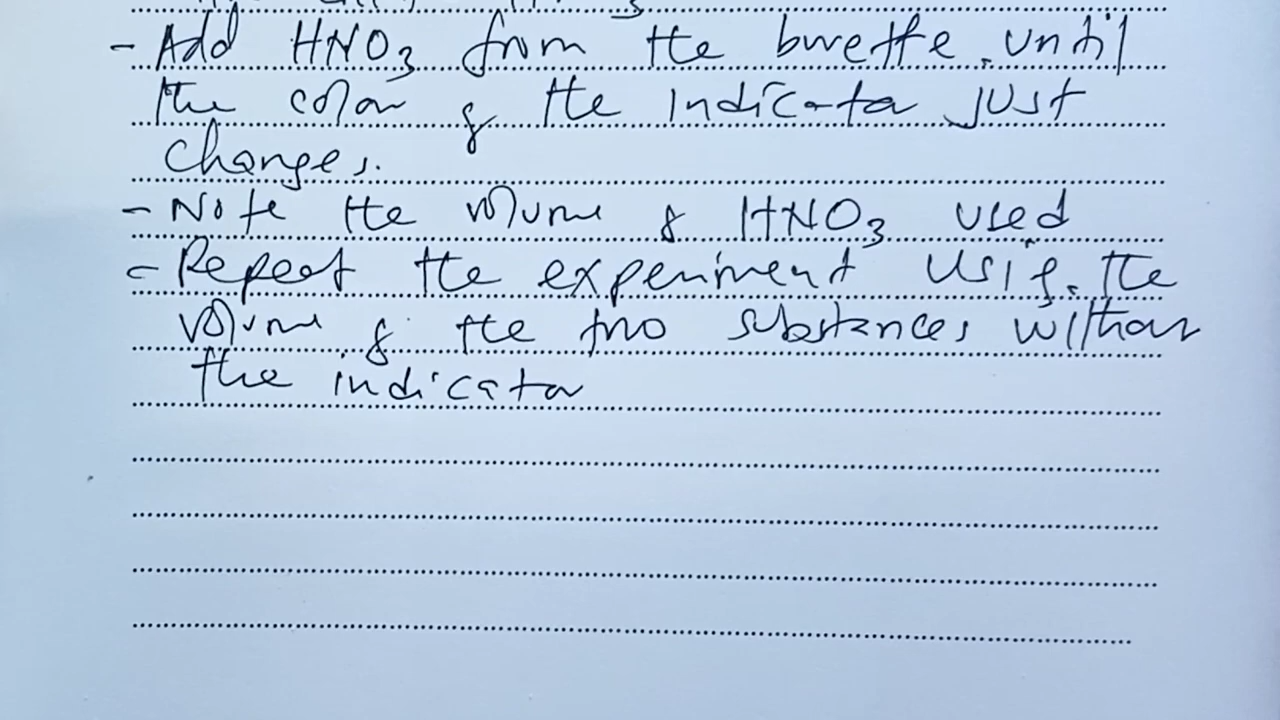 - Add HNO3 from the burette until
the color of the indicator just
changes.
- Note the volume of HNO3 used
- Repeat the experiment using the
volume of the two substances without
the indicator